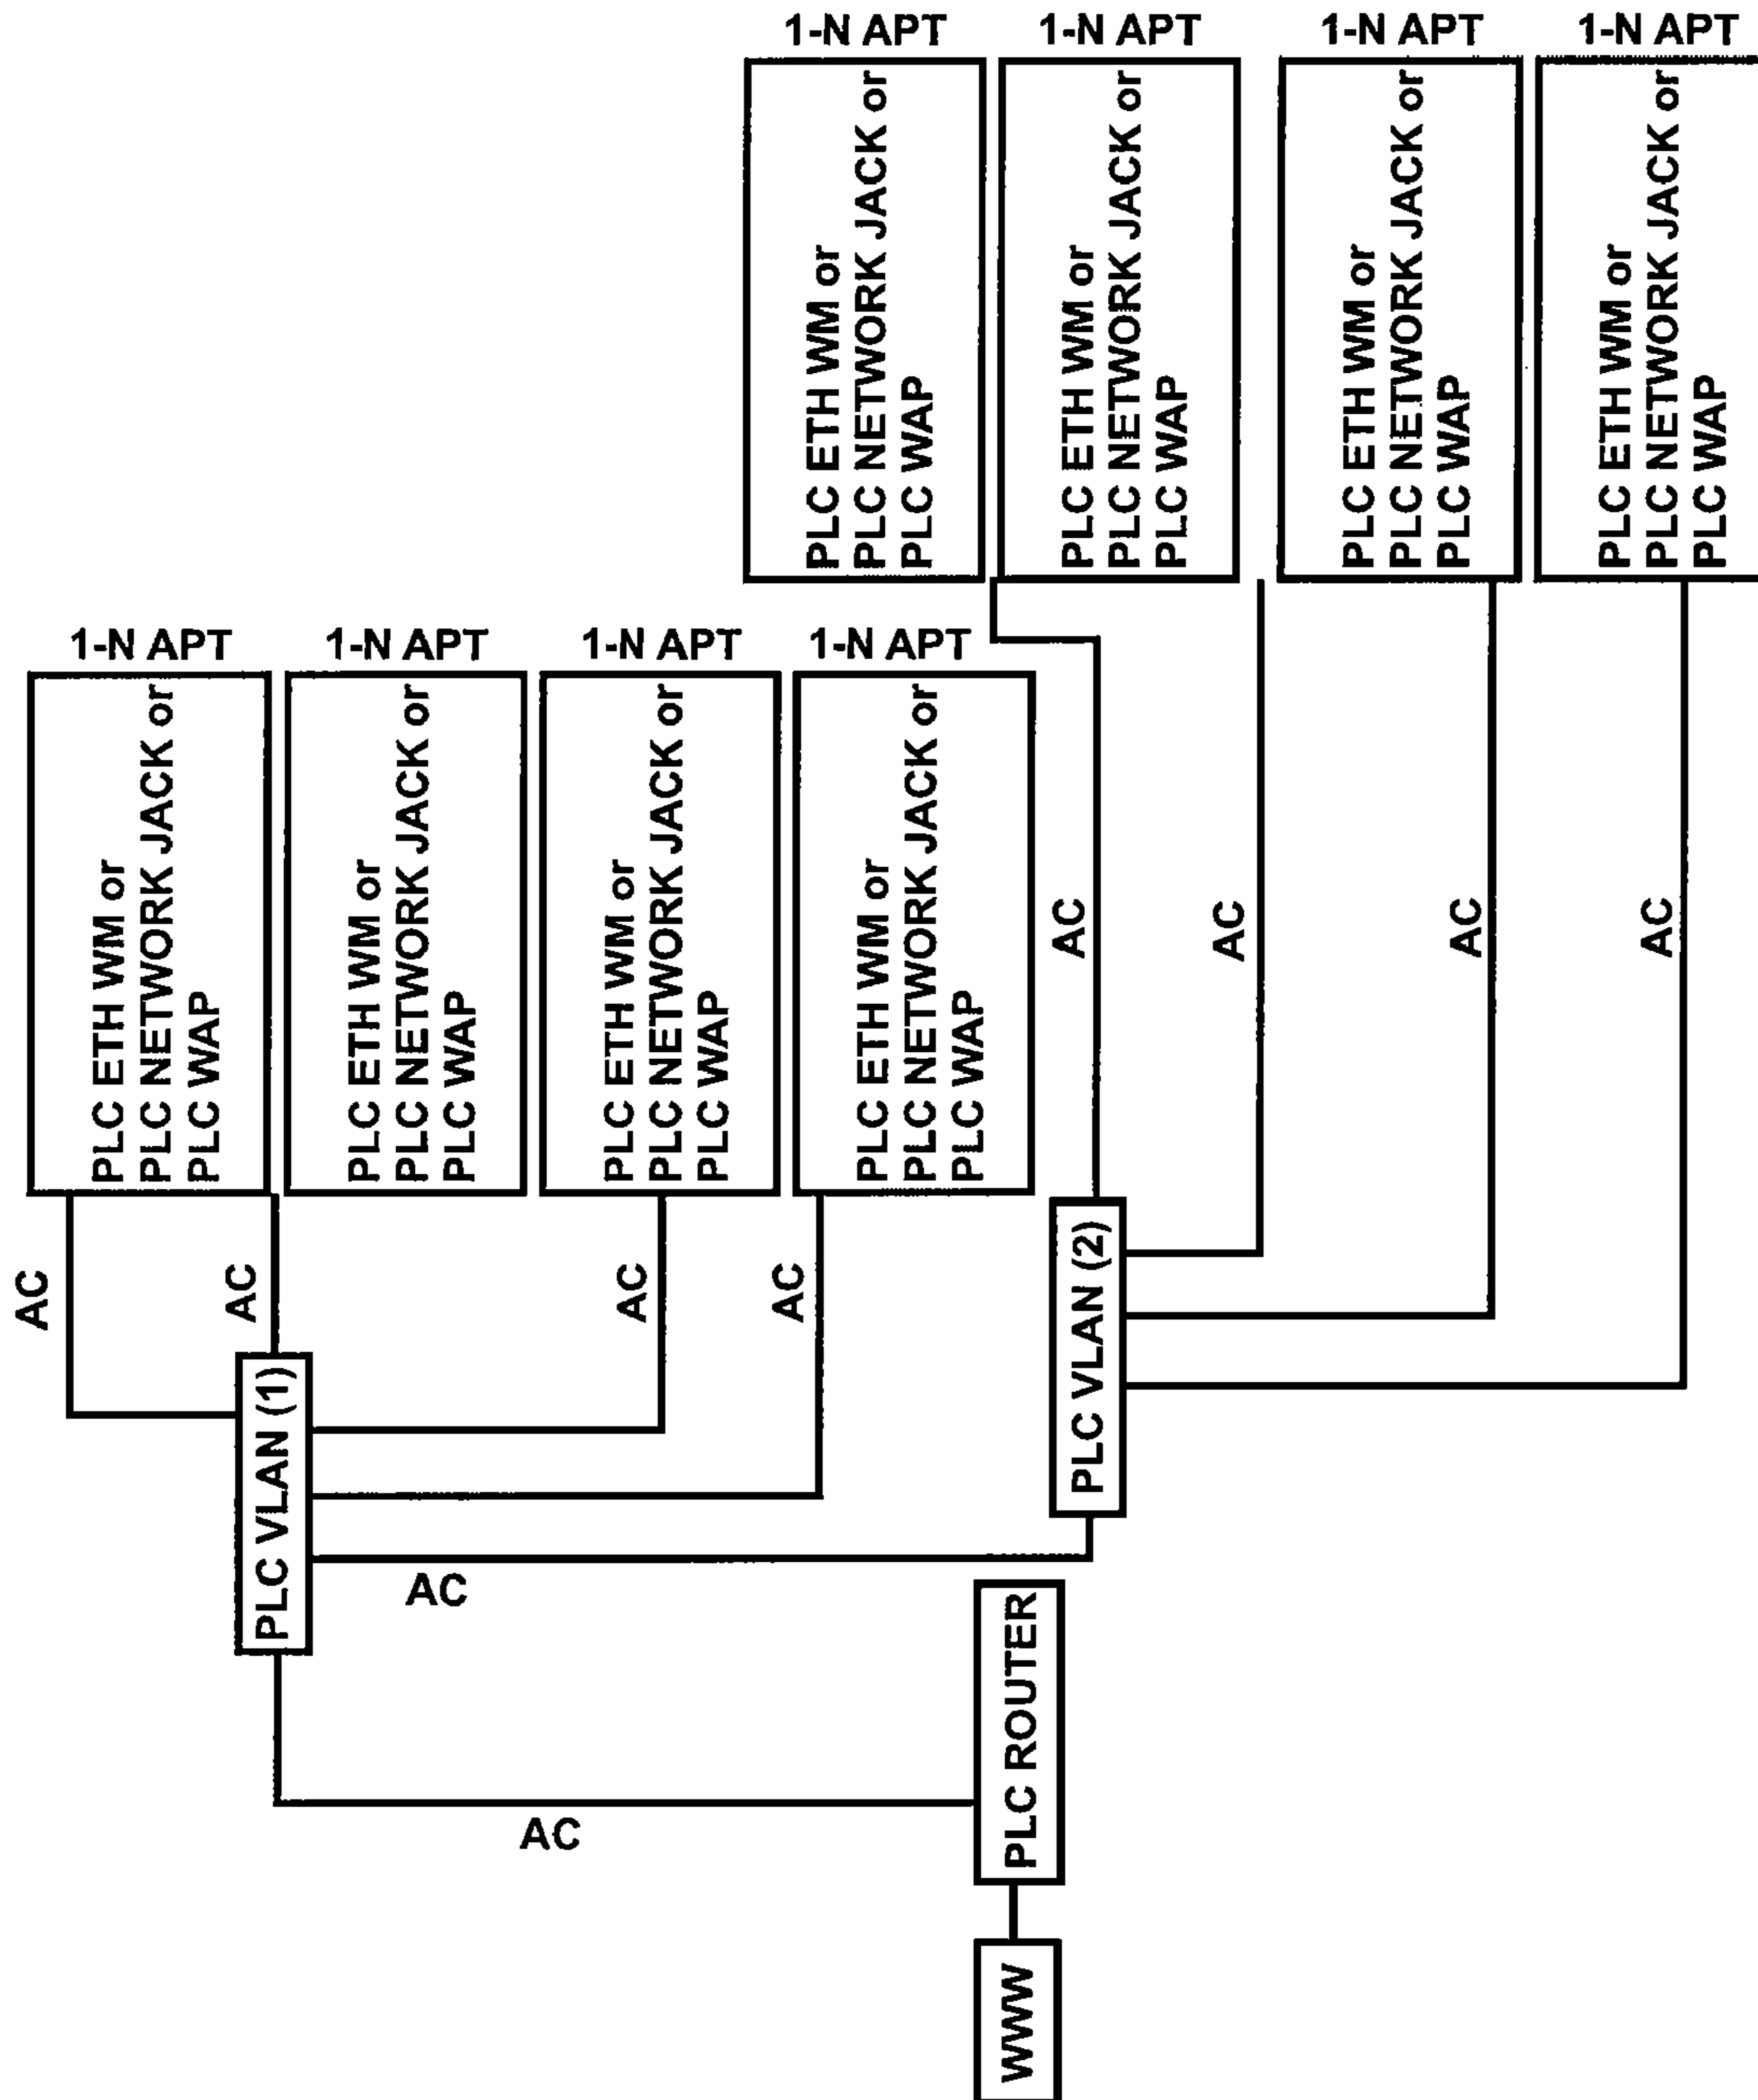 1-N APT
1-N APT
1-N APT
1-N APT
PLC ETH WM or
PLC NETWORK JACK or
PLC WAP
PLC ETH WM or
PLC NETWORK JACK or
PLC WAP
PLC ETH WM or
PLC NETWORK JACK or
PLC WAP
PLC ETH WM or
PLC NETWORK JACK or
PLC WAP
1-N APT
1-N APT
1-N APT
1-N APT
PLC ETH WM or
PLC NETWORK JACK or
PLC WAP
PLC ETH WM or
PLC NETWORK JACK or
PLC WAP
PLC ETH WM or
PLC NETWORK JACK or
PLC WAP
PLC ETH WM or
PLC NETWORK JACK or
PLC WAP
AC
AC
AC
AC
AC
AC
AC
AC
PLC VLAN (1)
PLC VLAN (2)
AC
PLC ROUTER
AC
WWW